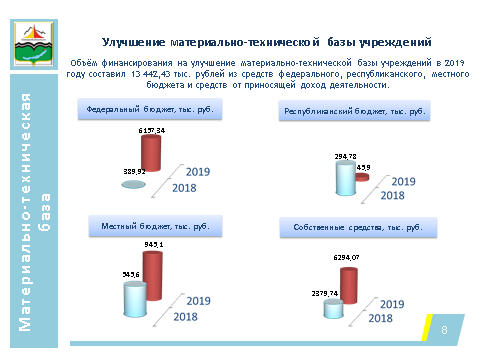 Улучшение материально-технической базы учреждений
Объём финансирования на улучшение материально-технической базы учреждений в 2019
году составил 13 442,43 тыс. рублей из средств федерального, республиканского, местного
бюджета и средств от приносящей доход деятельности.
Материально-техническая
база
Федеральный бюджет, тыс. руб.
6157,34
389,92
2019
2018
Республиканский бюджет, тыс. руб.
294,78
45,9
2019
2018
Местный бюджет, тыс. руб.
945,1
545,6
2019
2018
Собственные средства, тыс. руб.
6294,07
2379,74
2019
2018
8